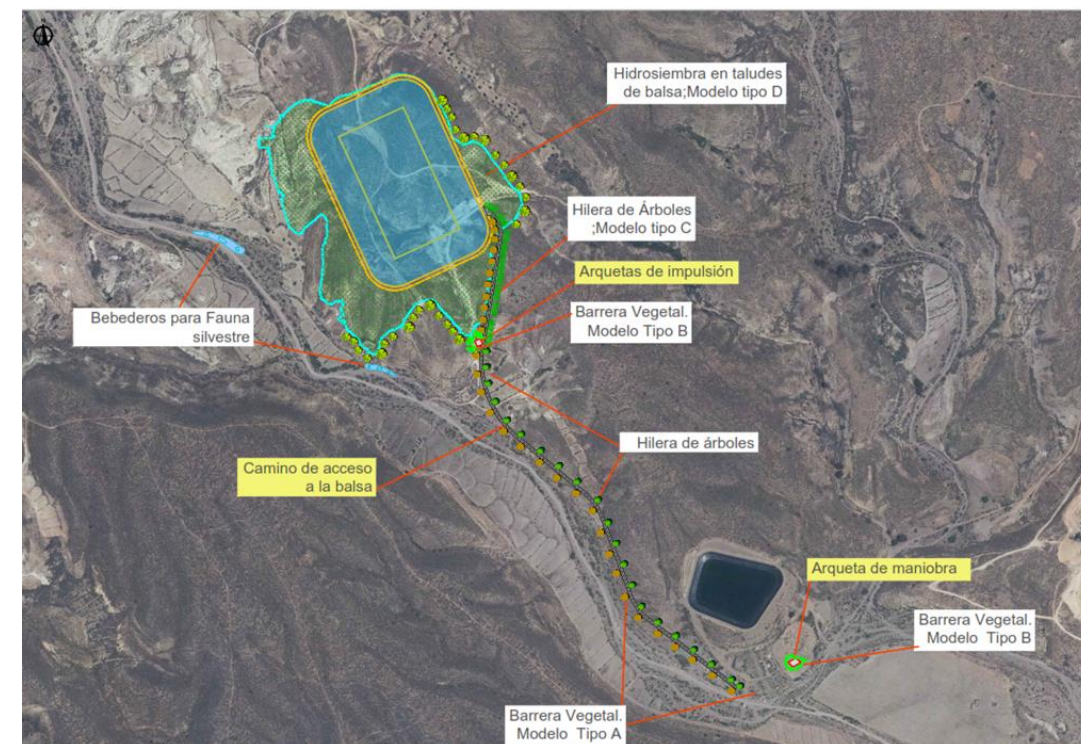 Hidrosiembra en taludes
de balsa;Modelo tipo D
Hilera de Árboles
;Modelo tipo C
Arquetas de impulsión
Barrera Vegetal.
Modelo Tipo B
Bebederos para Fauna
silvestre
Hilera de árboles
Camino de acceso
a la balsa
Arqueta de maniobra
Barrera Vegetal.
Modelo Tipo B
Barrera Vegetal.
Modelo Tipo A